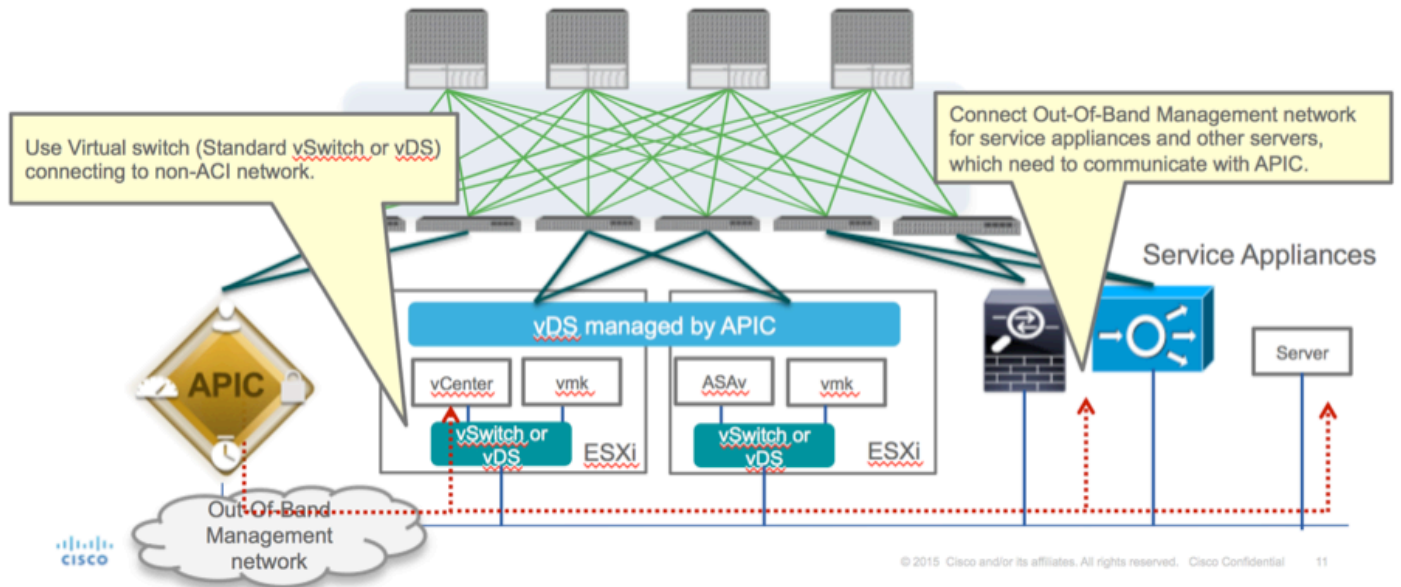 Use Virtual switch (Standard vSwitch or vDS)
connecting to non-ACI network.
Connect Out-Of-Band Management network
for service appliances and other servers,
which need to communicate with APIC.
Service Appliances
vDS managed by APIC
APIC
vCenter
vmk
ASAv
vmk
Server
vSwitch or
vDS
ESXi
vSwitch or
vDS
ESXi
Out-Of-Band
Management
network
CISCO
© 2015 Cisco and/or its affiliates. All rights reserved. Cisco Confidential 11